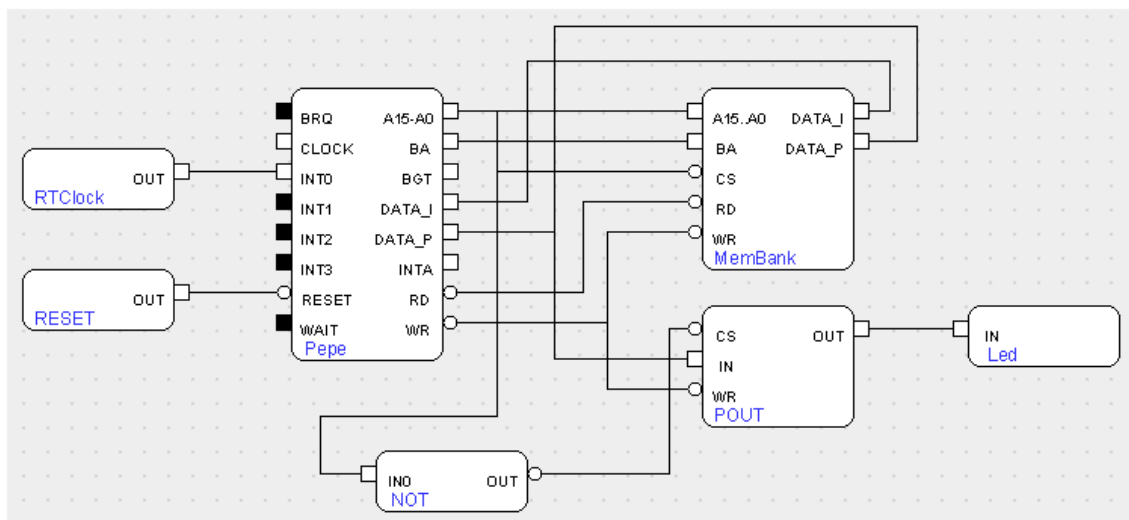 BRQ A15-A0
CLOCK BA
INT0 BGT
INT1 DATA_I
INT2 DATA_P
INT3 INTA
RESET RD
WAIT WR
Pepe
OUT
RTClock
OUT
RESET
A15..A0 DATA_I
BA DATA_P
CS
RD
WR
MemBank
CS OUT
IN
WR
POUT
IN
Led
IN0 OUT
NOT